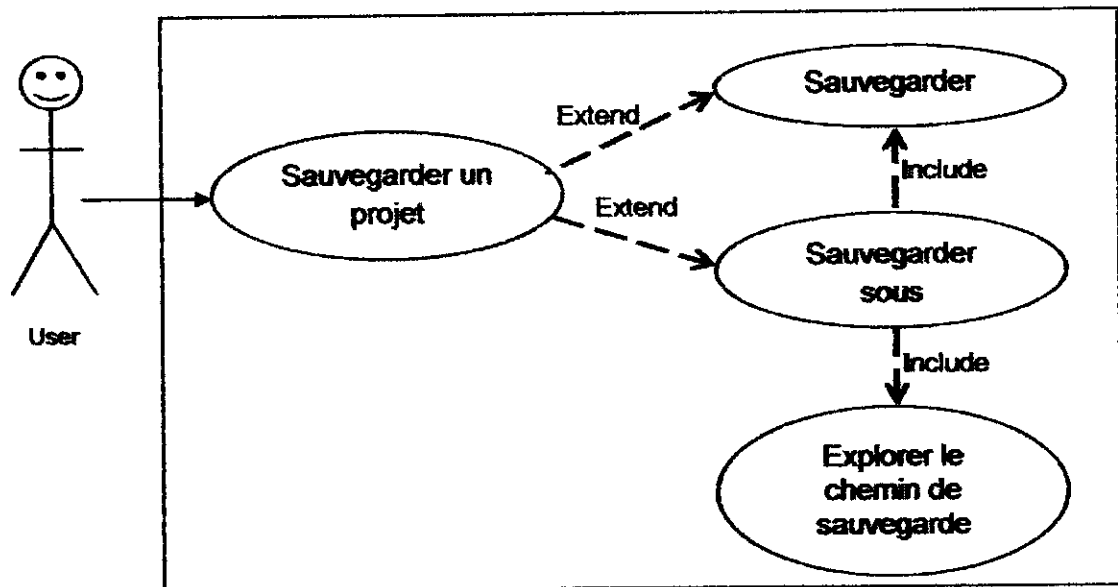 Sauvegarder
Extend
Include
Sauvegarder un
projet
Extend
Sauvegarder
sous
User
Include
Explorer le
chemin de
sauvegarde